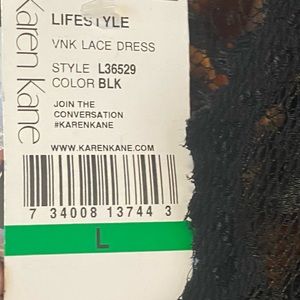 Karen Kane
LIFESTYLE
VNK LACE DRESS
STYLE L36529
COLOR BLK
JOIN THE
CONVERSATION
#KARENKANE
WWW.KARENKANE.COM
7 34008 13744 3
L